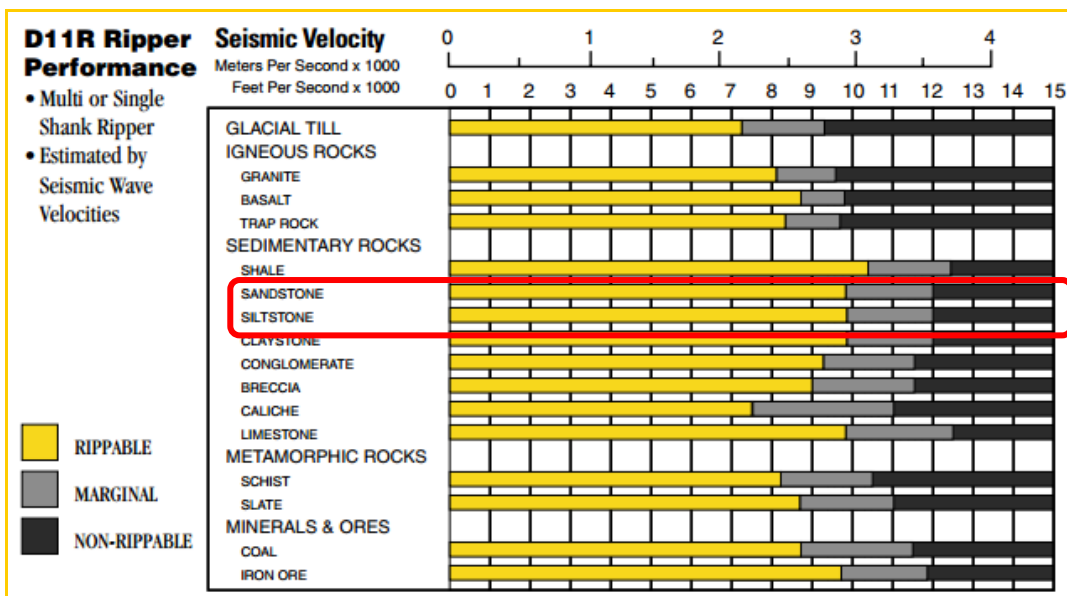 D11R Ripper
Performance
• Multi or Single
Shank Ripper
• Estimated by
Seismic Wave
Velocities
Seismic Velocity
Meters Per Second x 1000
Feet Per Second x 1000
0 1 2 3 4
0 1 2 3 4 5 6 7 8 9 10 11 12 13 14 15
GLACIAL TILL
IGNEOUS ROCKS
GRANITE
BASALT
TRAP ROCK
SEDIMENTARY ROCKS
SHALE
SANDSTONE
SILTSTONE
CLAYSTONE
CONGLOMERATE
BRECCIA
CALICHE
LIMESTONE
METAMORPHIC ROCKS
SCHIST
SLATE
MINERALS & ORES
COAL
IRON ORE
RIPPABLE
MARGINAL
NON-RIPPABLE